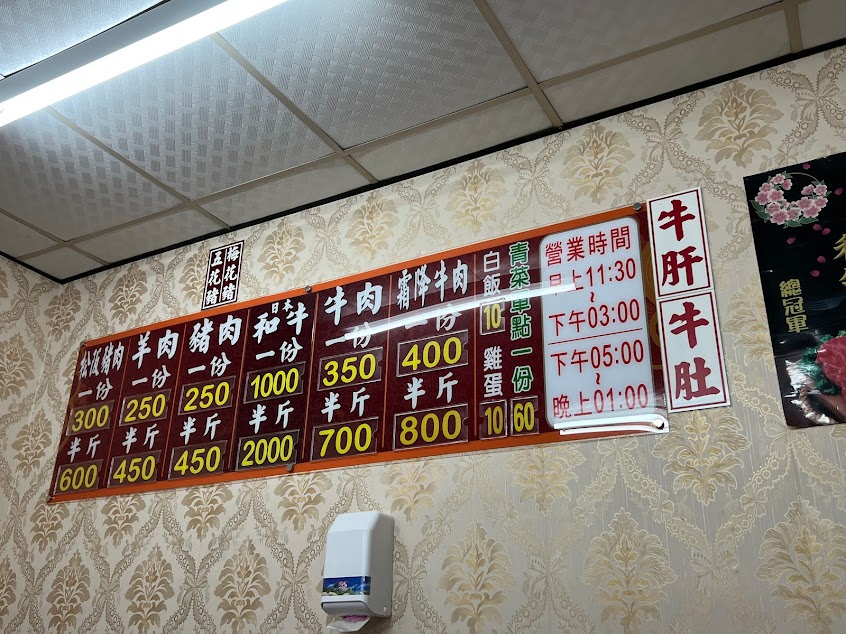 梅花豬
五花豬
霜降牛肉
一份
400
半斤
800
牛肉
一份
350
半斤
700
日本
和牛
一份
1000
半斤
2000
豬肉
一份
250
半斤
450
羊肉
一份
250
半斤
450
松阪豬肉
一份
300
半斤
600
青菜單點一份
60
白飯
10
雞蛋
10
營業時間
早上11:30
~
下午03:00
下午05:00
~
晚上01:00
牛肝
牛肚
總冠軍